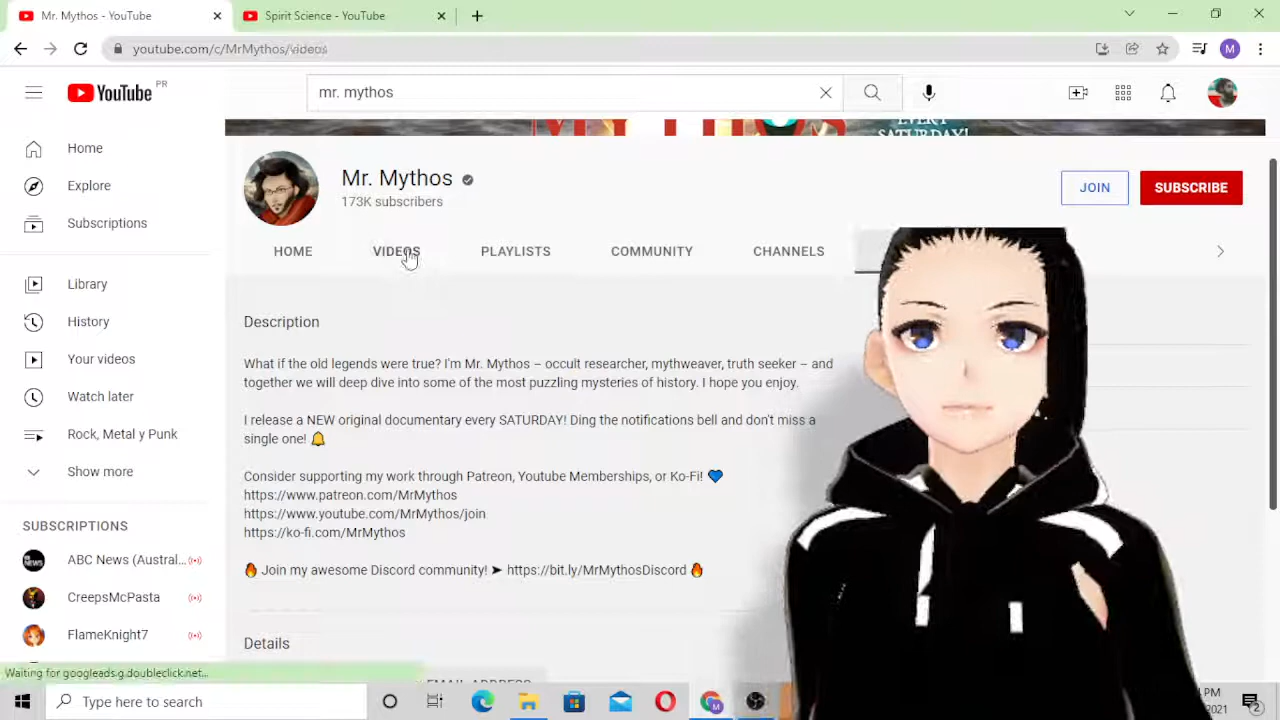 Mr. Mythos - YouTube
Spirit Science - YouTube
youtube.com/c/MrMythos/videos
M
YouTube PR
mr. mythos
EVERY
SATURDAY!
Home
Explore
Subscriptions
Library
History
Your videos
Watch later
Rock, Metal y Punk
Show more
SUBSCRIPTIONS
ABC News (Austral...
CreepsMcPasta
FlameKnight7
Mr. Mythos
173K subscribers
JOIN
SUBSCRIBE
HOME
VIDEOS
PLAYLISTS
COMMUNITY
CHANNELS
Description
What if the old legends were true? I'm Mr. Mythos – occult researcher, mythweaver, truth seeker – and
together we will deep dive into some of the most puzzling mysteries of history. I hope you enjoy.
I release a NEW original documentary every SATURDAY! Ding the notifications bell and don't miss a
single one! 🔔
Consider supporting my work through Patreon, Youtube Memberships, or Ko-Fi! 💙
https://www.patreon.com/MrMythos
https://www.youtube.com/MrMythos/join
https://ko-fi.com/MrMythos
🔥 Join my awesome Discord community! ➤ https://bit.ly/MrMythosDiscord 🔥
Details
Waiting for googleads.g.doubleclick.net...
Type here to search
PM
2021
2